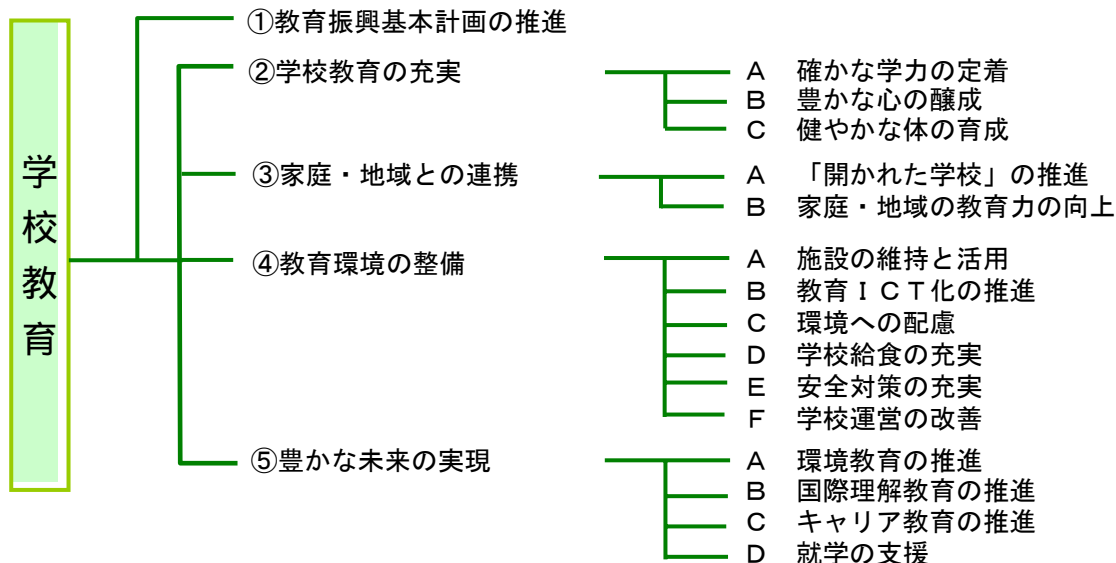 学校教育
①教育振興基本計画の推進
②学校教育の充実
A 確かな学力の定着
B 豊かな心の醸成
C 健やかな体の育成
③家庭・地域との連携
A 「開かれた学校」の推進
B 家庭・地域の教育力の向上
④教育環境の整備
A 施設の維持と活用
B 教育ICT化の推進
C 環境への配慮
D 学校給食の充実
E 安全対策の充実
F 学校運営の改善
⑤豊かな未来の実現
A 環境教育の推進
B 国際理解教育の推進
C キャリア教育の推進
D 就学の支援